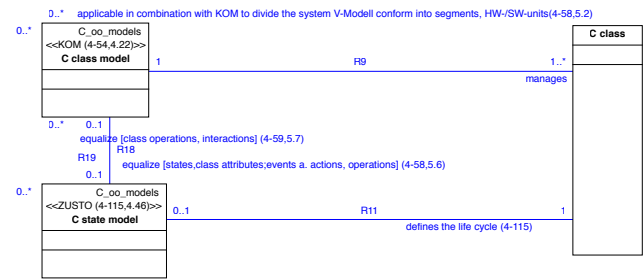 0..* applicable in combination with KOM to divide the system V-Modell conform into segments, HW-/SW-units(4-58,5.2)
0..*
C_oo_models
<<KOM (4-54,4.22)>>
C class model
C class
1 R9 1..*
manages
0..* 0..1
equalize [class operations, interactions] (4-59,5.7)
R18
R19
equalize [states,class attributes;events a. actions, operations] (4-58,5.6)
0..1
0..*
C_oo_models
<<ZUSTO (4-115,4.46)>>
C state model
0..1 R11 1
defines the life cycle (4-115)